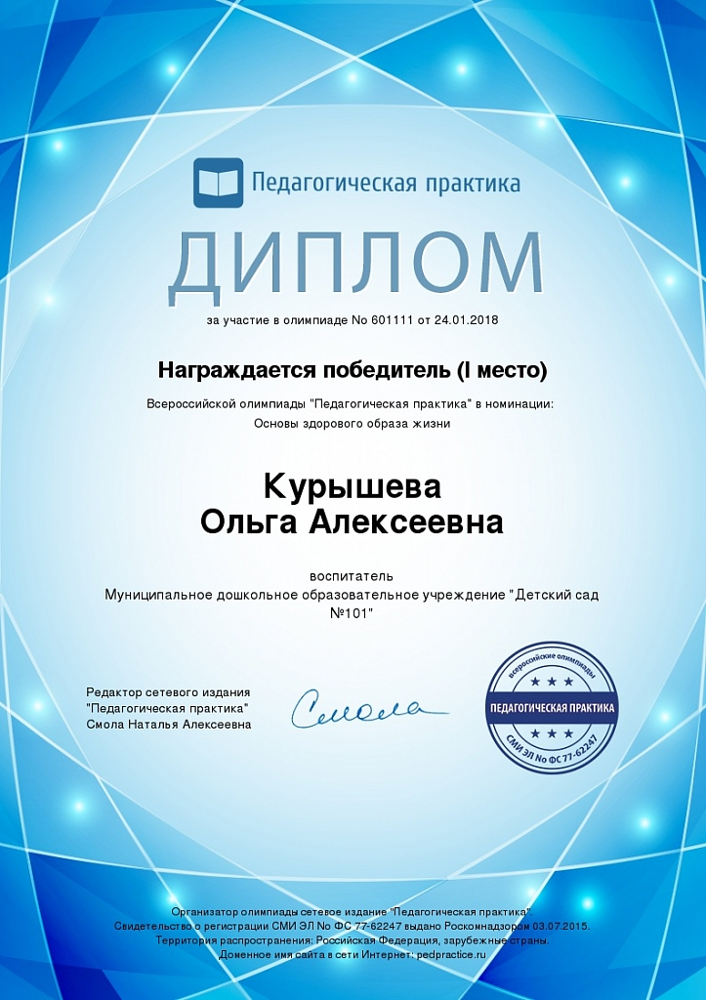 Педагогическая практика
ДИПЛОМ
за участие в олимпиаде No 601111 от 24.01.2018
Награждается победитель (I место)
Всероссийской олимпиады "Педагогическая практика" в номинации:
Основы здорового образа жизни
Курышева
Ольга Алексеевна
воспитатель
Муниципальное дошкольное образовательное учреждение "Детский сад
№101"
Редактор сетевого издания
"Педагогическая практика"
Смола Наталья Алексеевна
Смола
всероссийские олимпиады
ПЕДАГОГИЧЕСКАЯ ПРАКТИКА
СМИ ЭЛ No ФС 77-62247
Организатор олимпиады сетевое издание "Педагогическая практика".
Свидетельство о регистрации СМИ ЭЛ No ФС 77-62247 выдано Роскомнадзором 03.07.2015.
Территория распространения: Российская Федерация, зарубежные страны.
Доменное имя сайта в сети Интернет: pedpractice.ru